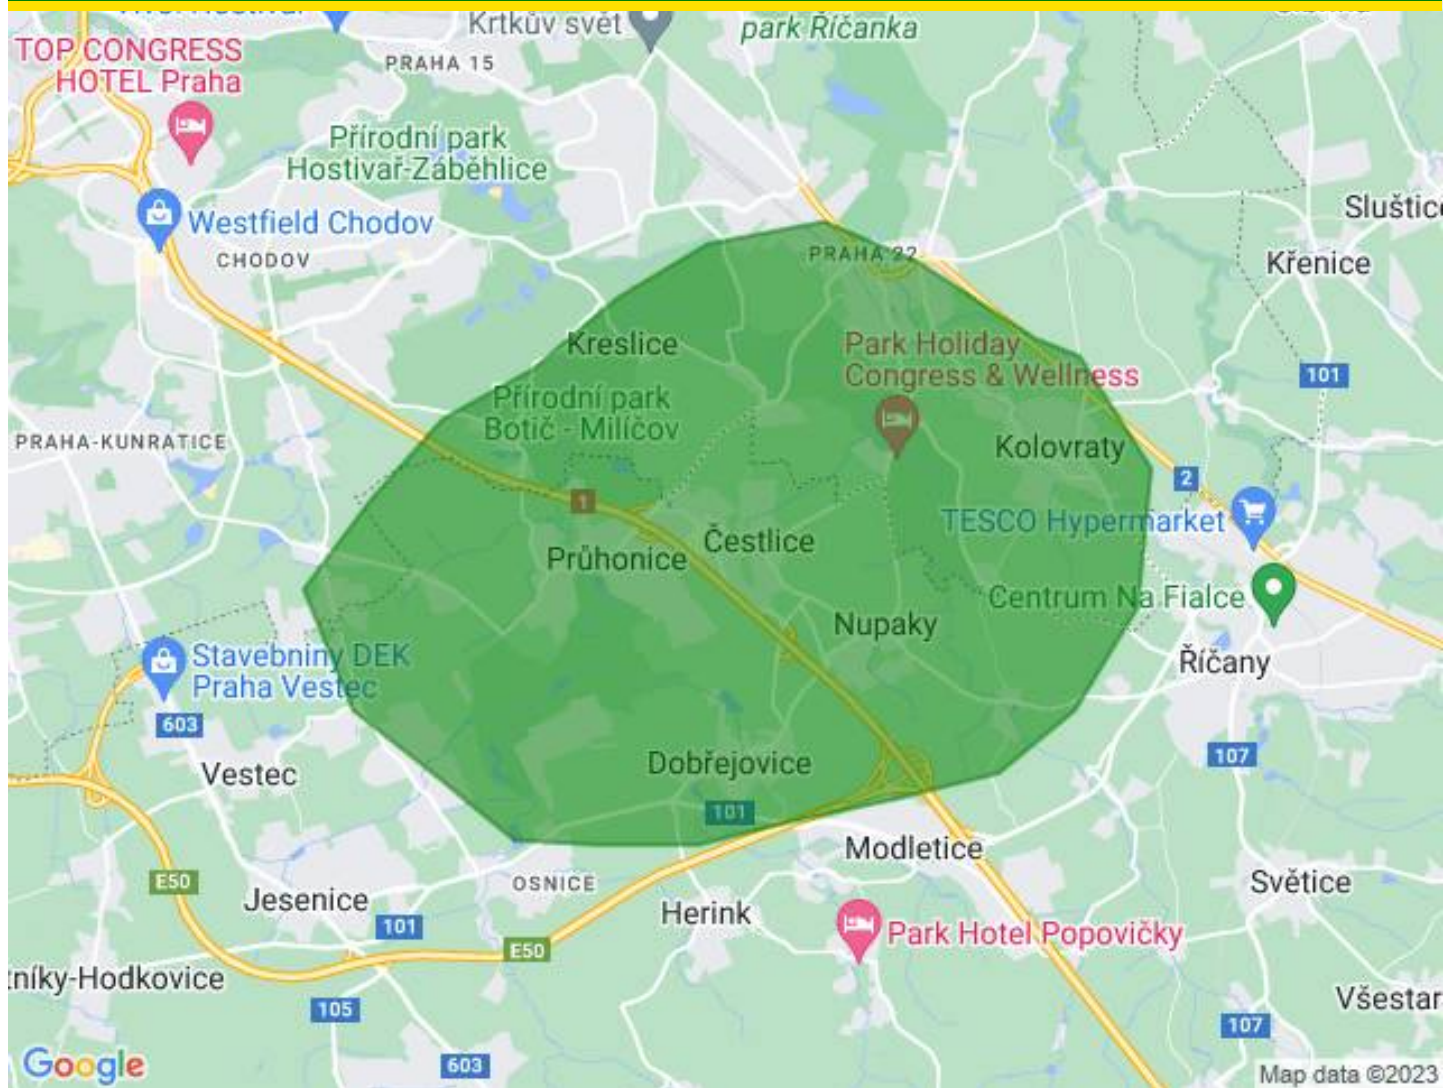 Krtkův svět
park Říčanka
TOP CONGRESS
HOTEL Praha
PRAHA 15
Přírodní park
Hostivař-Záběhlice
Westfield Chodov
CHODOV
Sluštic
PRAHA 22
Křenice
Kreslice
Park Holiday
Congress & Wellness
101
Přírodní park
Botič - Milíčov
PRAHA-KUNRATICE
Kolovraty
2
1
TESCO Hypermarket
Čestlice
Průhonice
Centrum Na Fialce
Nupaky
Stavebniny DEK
Praha Vestec
Říčany
603
107
Vestec
Dobřejovice
101
Modletice
E50
OSNICE
Světice
Jesenice
Herink
101
Park Hotel Popovičky
E50
tníky-Hodkovice
Všestar
105
107
Google
603
Map data ©2023